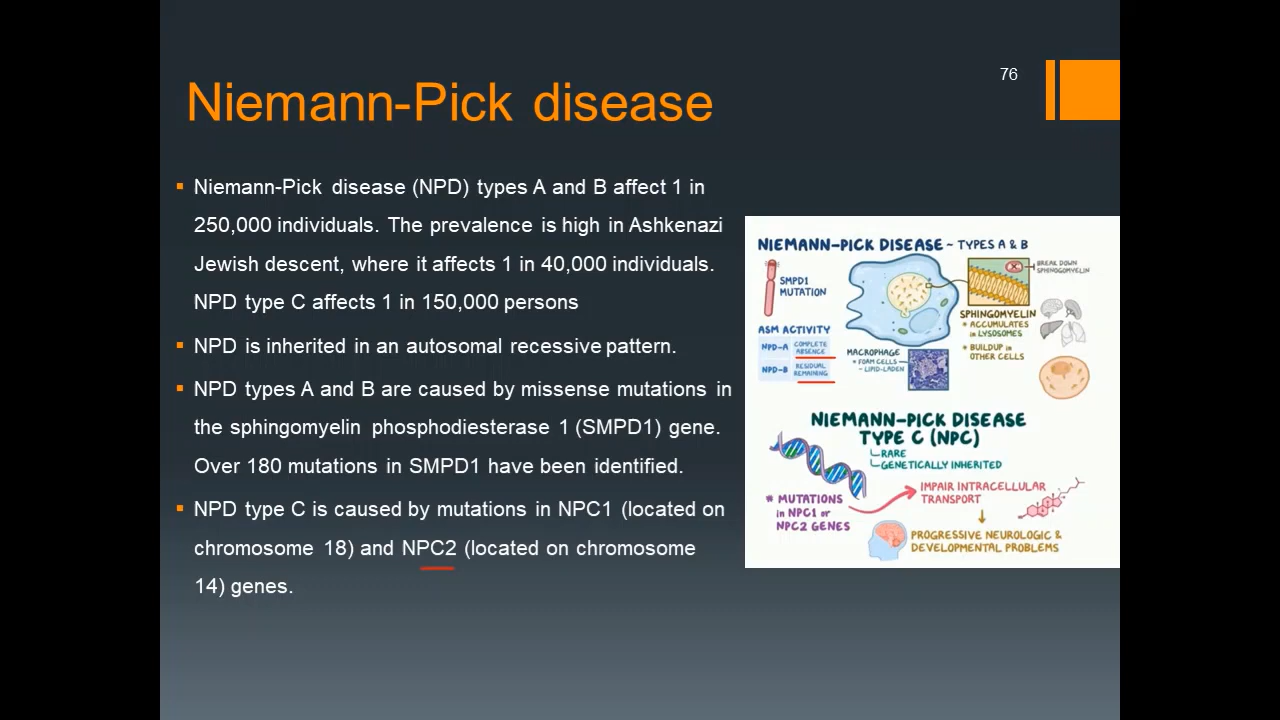 76
Niemann-Pick disease
Niemann-Pick disease (NPD) types A and B affect 1 in
250,000 individuals. The prevalence is high in Ashkenazi
Jewish descent, where it affects 1 in 40,000 individuals.
NPD type C affects 1 in 150,000 persons
NPD is inherited in an autosomal recessive pattern.
NPD types A and B are caused by missense mutations in
the sphingomyelin phosphodiesterase 1 (SMPD1) gene.
Over 180 mutations in SMPD1 have been identified.
NPD type C is caused by mutations in NPC1 (located on
chromosome 18) and NPC2 (located on chromosome
14) genes.
NIEMANN-PICK DISEASE ~ TYPES A & B
SMPD1
MUTATION
BREAK DOWN
SPHINGOMYELIN
ASM ACTIVITY
NPD-A COMPLETE
ABSENCE
NPD-B RESIDUAL
REMAINING
MACROPHAGE
* FOAM CELLS
- LIPID-LADEN
SPHINGOMYELIN
* ACCUMULATES
in LYSOSOMES
* BUILDUP in
OTHER CELLS
NIEMANN-PICK DISEASE
TYPE C (NPC)
RARE
GENETICALLY INHERITED
* MUTATIONS
in NPC1 or
NPC2 GENES
IMPAIR INTRACELLULAR
TRANSPORT
PROGRESSIVE NEUROLOGIC &
DEVELOPMENTAL PROBLEMS